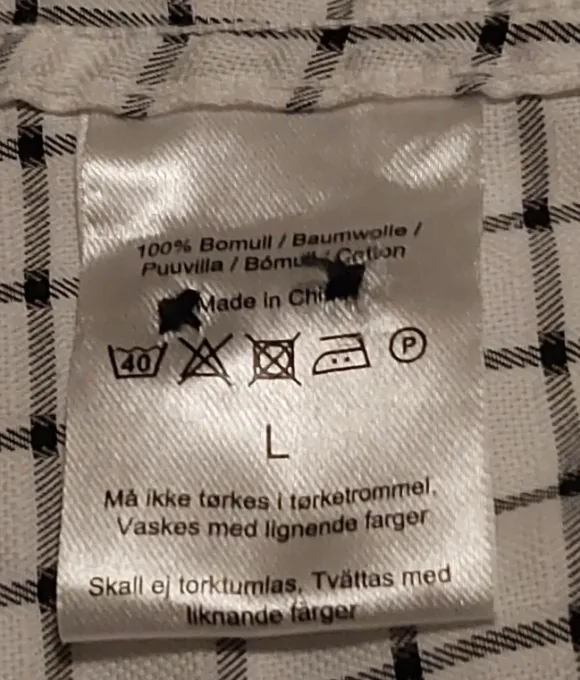 100% Bomull / Baumwolle /
Puuvilla / Bómull / Cotton
Made in China
40 P
L
Må ikke tørkes i tørketrommel.
Vaskes med lignende farger
Skall ej torktumlas. Tvättas med
liknande färger